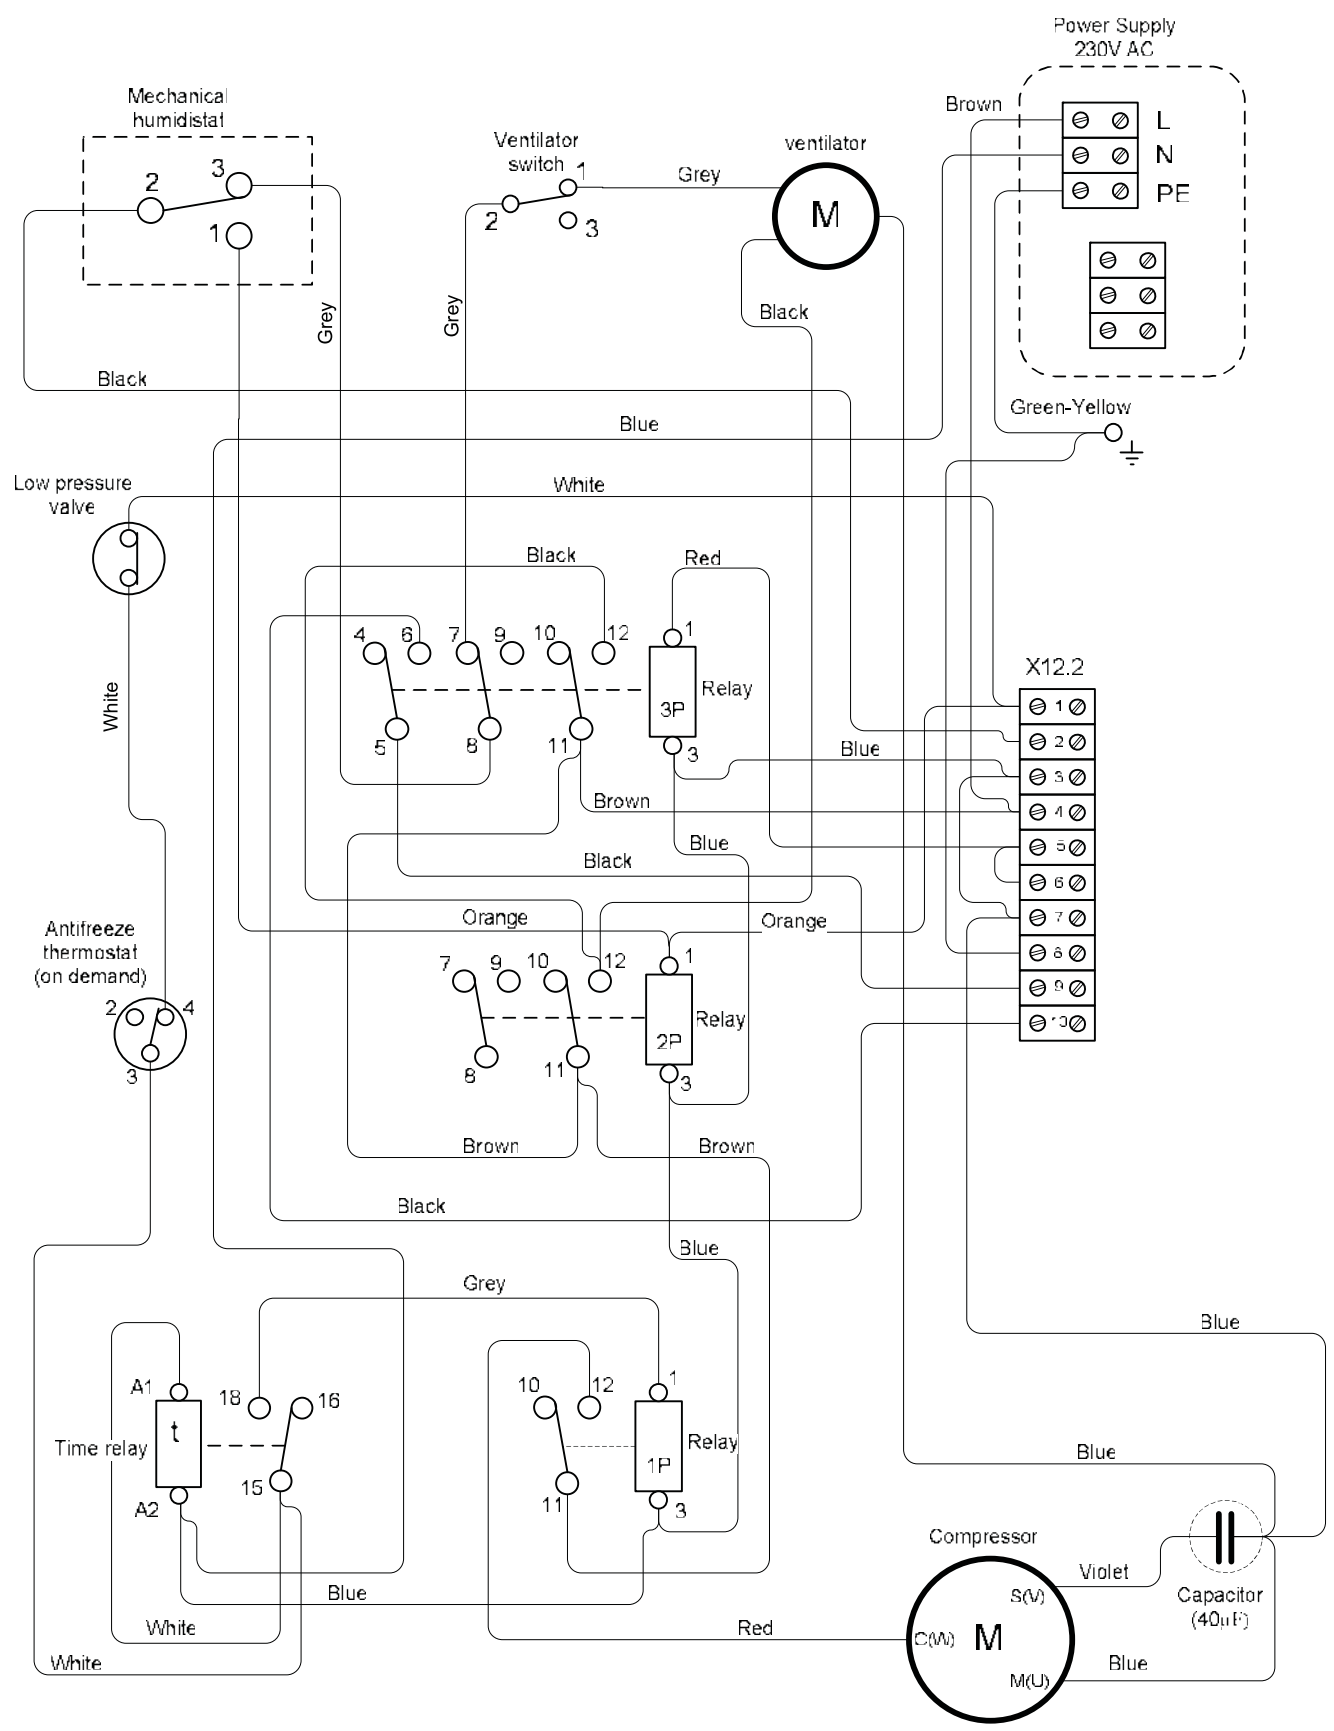 Power Supply
230V AC
Mechanical
humidistat
Brown
L
Ventilator
switch
ventilator
N
PE
3
2
1
1
2
3
Grey
M
Grey
Grey
Black
Black
Green-Yellow
Blue
Low pressure
valve
White
Black
Red
4
6
7
9
10
12
1
X12.2
Relay
3P
White
5
8
11
3
Blue
Brown
Blue
Black
1
2
3
4
5
6
7
8
9
10
Antifreeze
thermostat
(on demand)
Orange
Orange
7
9
10
12
1
2
4
Relay
2P
8
11
3
3
Brown
Brown
Black
Blue
Grey
Blue
A1
18
16
10
12
1
t
Time relay
Relay
1P
15
A2
11
3
Blue
Compressor
Violet
S(V)
Capacitor
(40µF)
Blue
White
Red
C(W)
M
White
Blue
M(U)